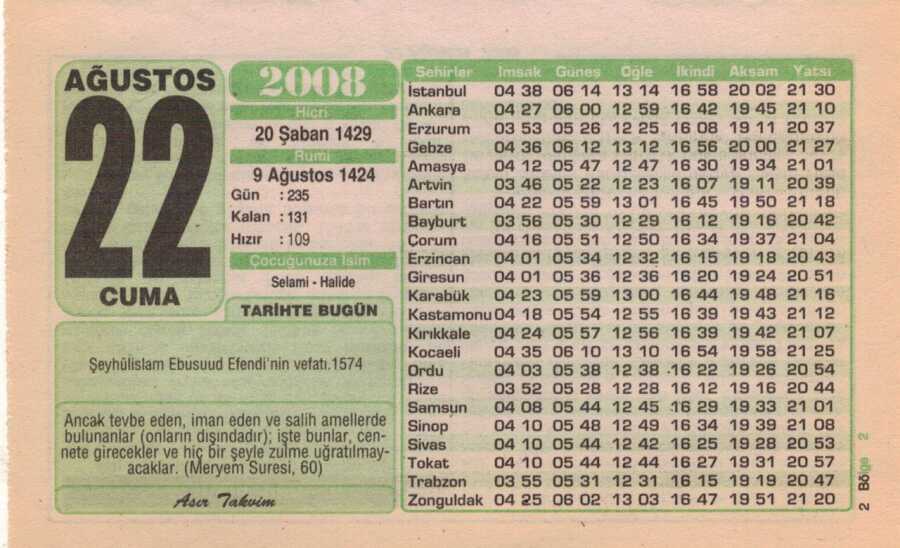 AĞUSTOS
22
CUMA
2008
Hicri
20 Şaban 1429
Rumi
9 Ağustos 1424
Gün : 235
Kalan : 131
Hızır : 109
Çocuğunuza İsim
Selami - Halide
TARİHTE BUGÜN
Şeyhülislam Ebusuud Efendi'nin vefatı.1574
Ancak tevbe eden, iman eden ve salih amellerde
bulunanlar (onların dışındadır); işte bunlar, cen-
nete girecekler ve hiç bir şeyle zulme uğratılmay-
acaklar. (Meryem Suresi, 60)
Asır Takvim
Şehirler İmsak Güneş Öğle İkindi Akşam Yatsı
İstanbul 04 38 06 14 13 14 16 58 20 02 21 30
Ankara 04 27 06 00 12 59 16 42 19 45 21 10
Erzurum 03 53 05 26 12 25 16 08 19 11 20 37
Gebze 04 36 06 12 13 12 16 56 20 00 21 27
Amasya 04 12 05 47 12 47 16 30 19 34 21 01
Artvin 03 46 05 22 12 23 16 07 19 11 20 39
Bartın 04 22 05 59 13 01 16 45 19 50 21 18
Bayburt 03 56 05 30 12 29 16 12 19 16 20 42
Çorum 04 16 05 51 12 50 16 34 19 37 21 04
Erzincan 04 01 05 34 12 32 16 15 19 18 20 43
Giresun 04 01 05 36 12 36 16 20 19 24 20 51
Karabük 04 23 05 59 13 00 16 44 19 48 21 16
Kastamonu 04 18 05 54 12 55 16 39 19 43 21 12
Kırıkkale 04 24 05 57 12 56 16 39 19 42 21 07
Kocaeli 04 35 06 10 13 10 16 54 19 58 21 25
Ordu 04 03 05 38 12 38 16 22 19 26 20 54
Rize 03 52 05 28 12 28 16 12 19 16 20 44
Samsun 04 08 05 44 12 45 16 29 19 33 21 01
Sinop 04 10 05 48 12 49 16 34 19 39 21 08
Sivas 04 10 05 44 12 42 16 25 19 28 20 53
Tokat 04 10 05 44 12 44 16 27 19 31 20 57
Trabzon 03 55 05 31 12 31 16 15 19 19 20 47
Zonguldak 04 25 06 02 13 03 16 47 19 51 21 20
2 Bölge 2